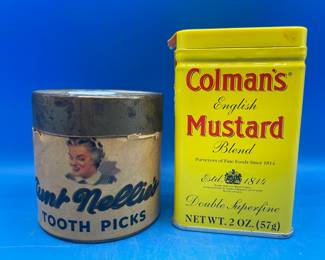 Aunt Nellie's
TOOTH PICKS
Colman's
English
Mustard
Blend
Purveyors of Fine Foods Since 1814
Estd. 1814
Double Superfine
NET WT. 2 OZ. (57g)